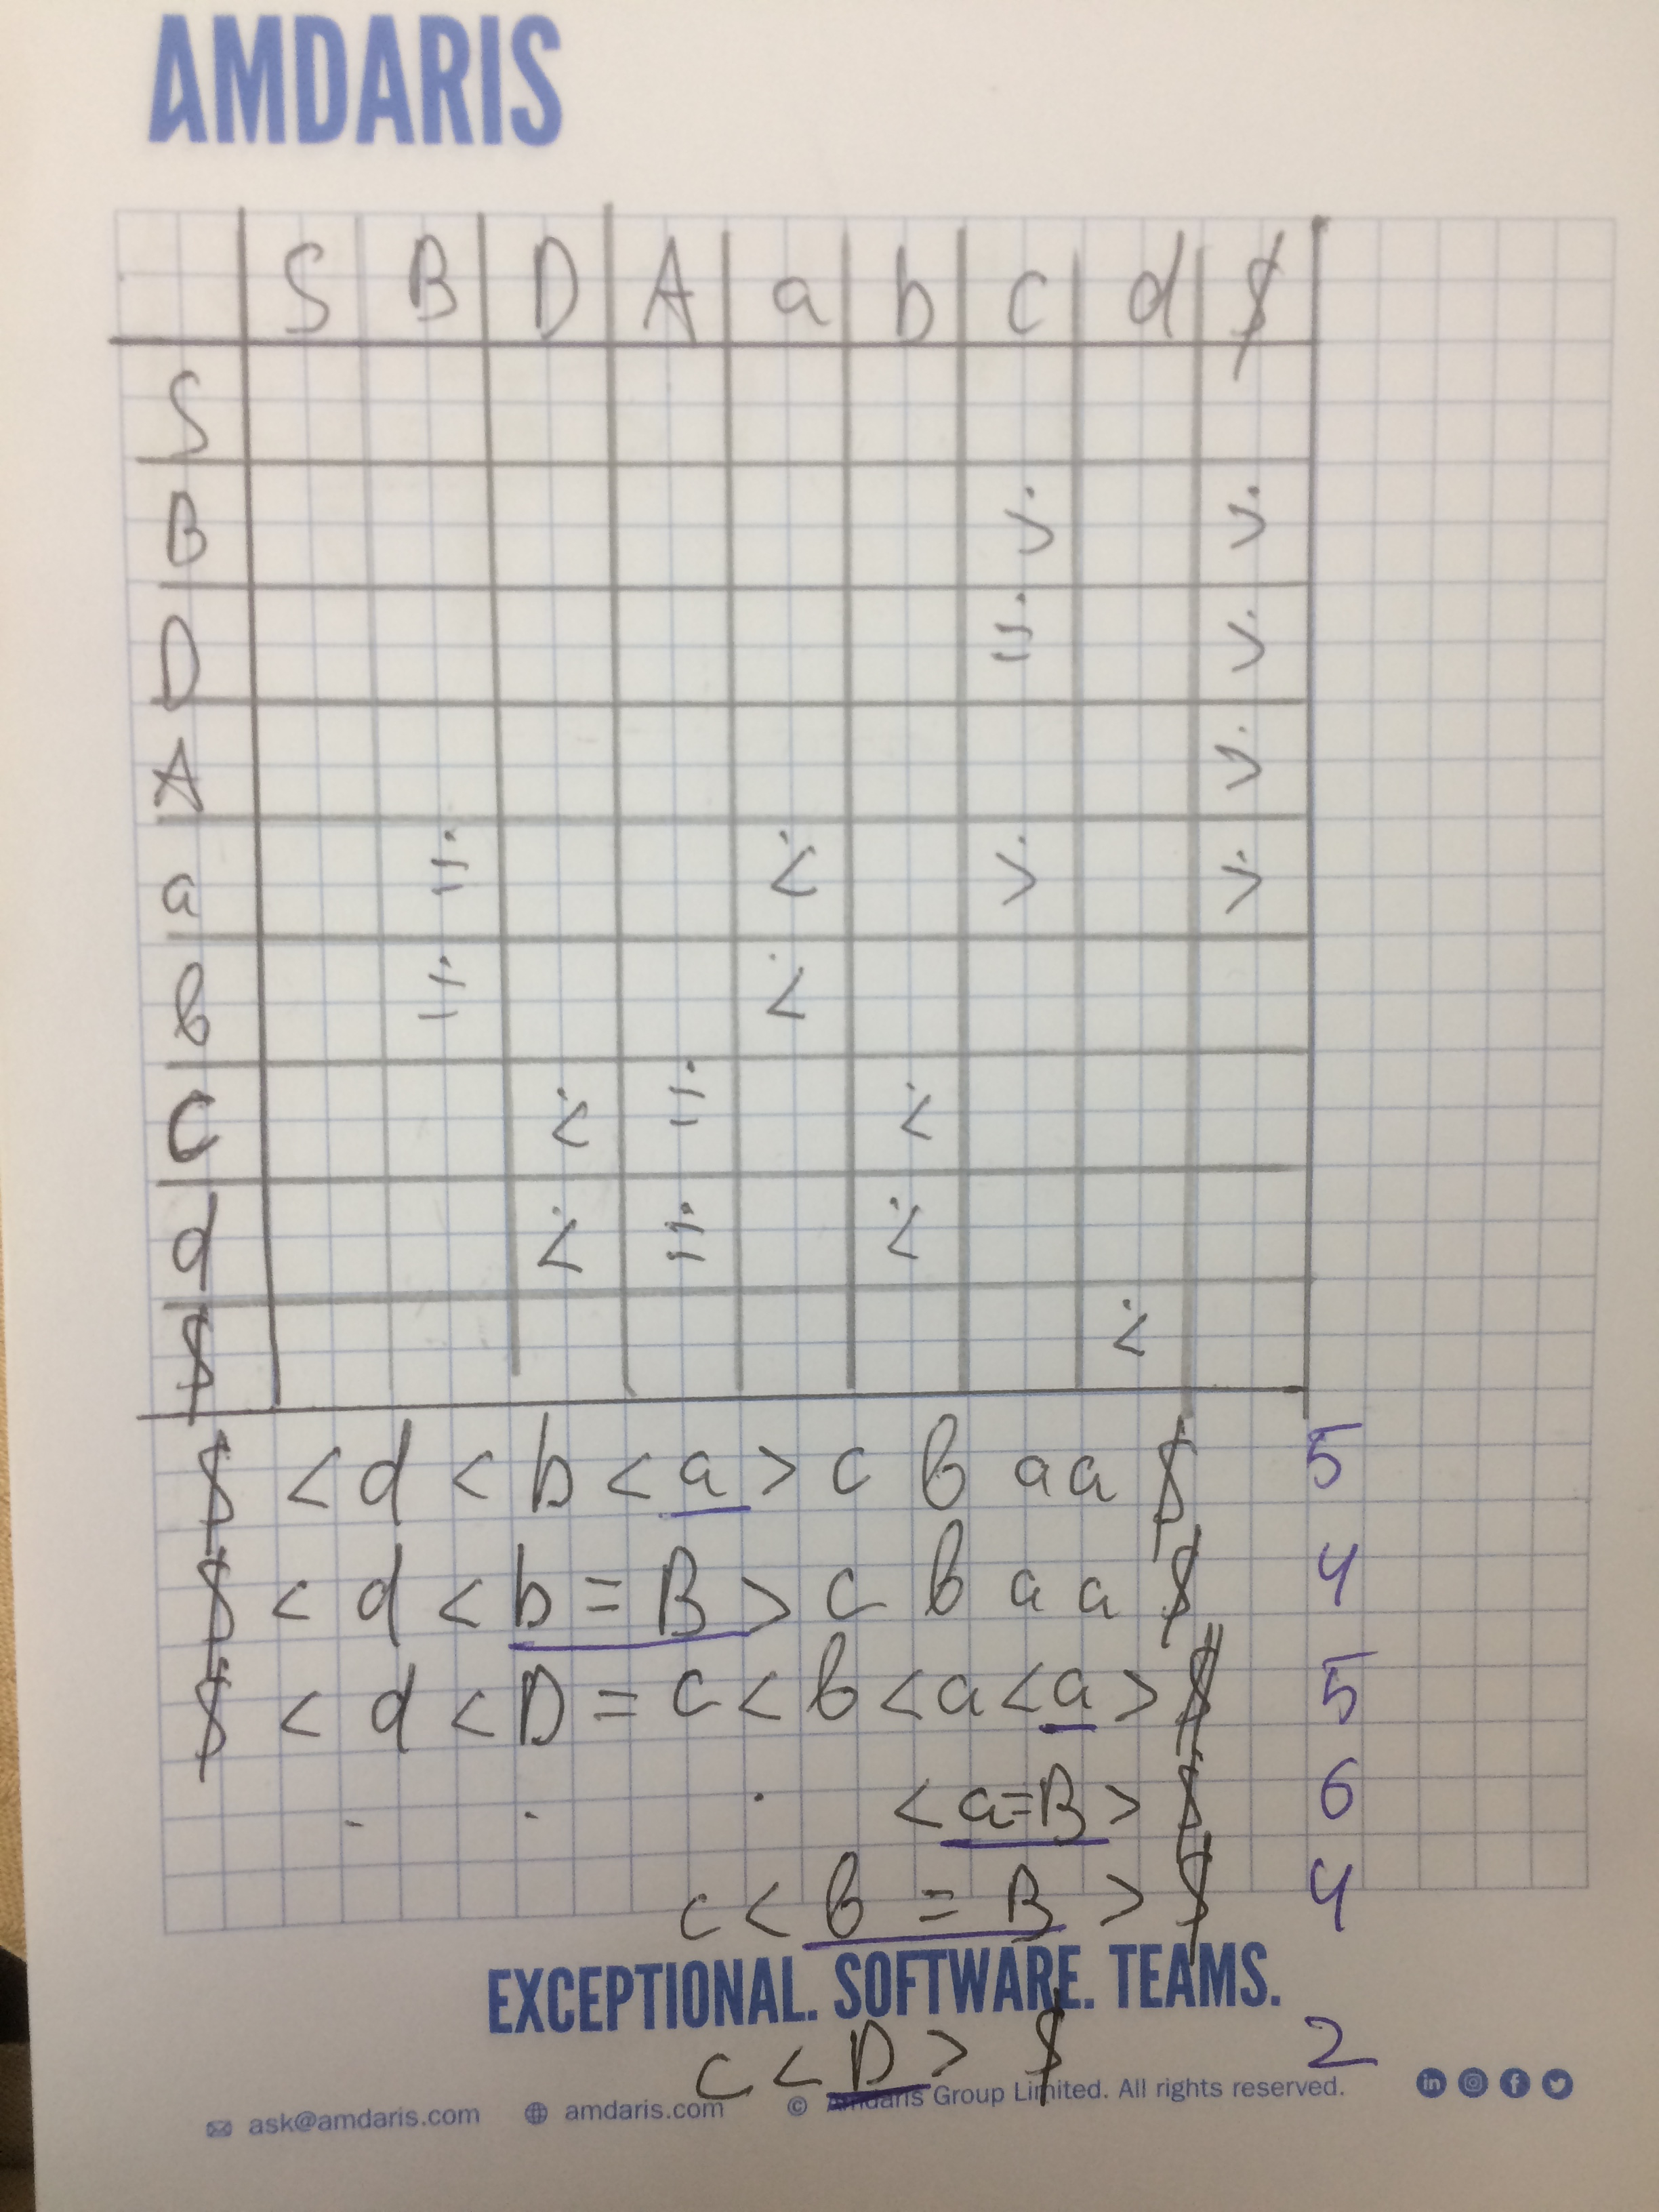 AMDARIS
S B D A a b c d $
S
B ⋗ ⋗
D ≐ ⋗
A ⋗
a ≐ ⋖ ⋗ ⋗
b ≐ ⋖
c ⋖ ≐ ⋖
d ⋖ ≐ ⋖
$ ⋖
$ < d < b < a > c b a a $ 5
$ < d < b = B > c b a a $ 4
$ < d < D = c < b < a < a > $ 5
. . . < a=B > $ 6
c < b = B > $ 4
EXCEPTIONAL. SOFTWARE. TEAMS.
c < D > $ 2
ask@amdaris.com amdaris.com © Amdaris Group Limited. All rights reserved. in f